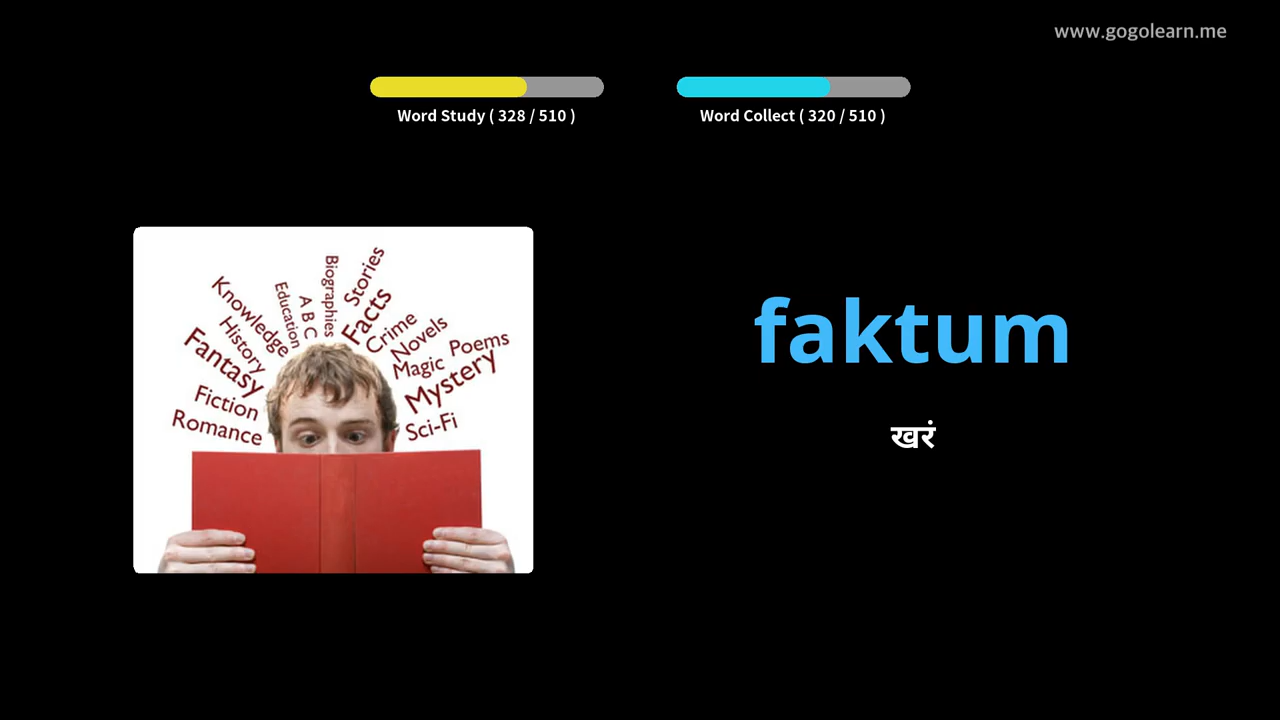 www.gogolearn.me
Word Study ( 328 / 510 )
Word Collect ( 320 / 510 )
Stories
Biographies
Facts
Education
A B C
Knowledge
Crime
History
Novels
Poems
Fantasy
Magic
Mystery
Fiction
Sci-Fi
Romance
faktum
खरं